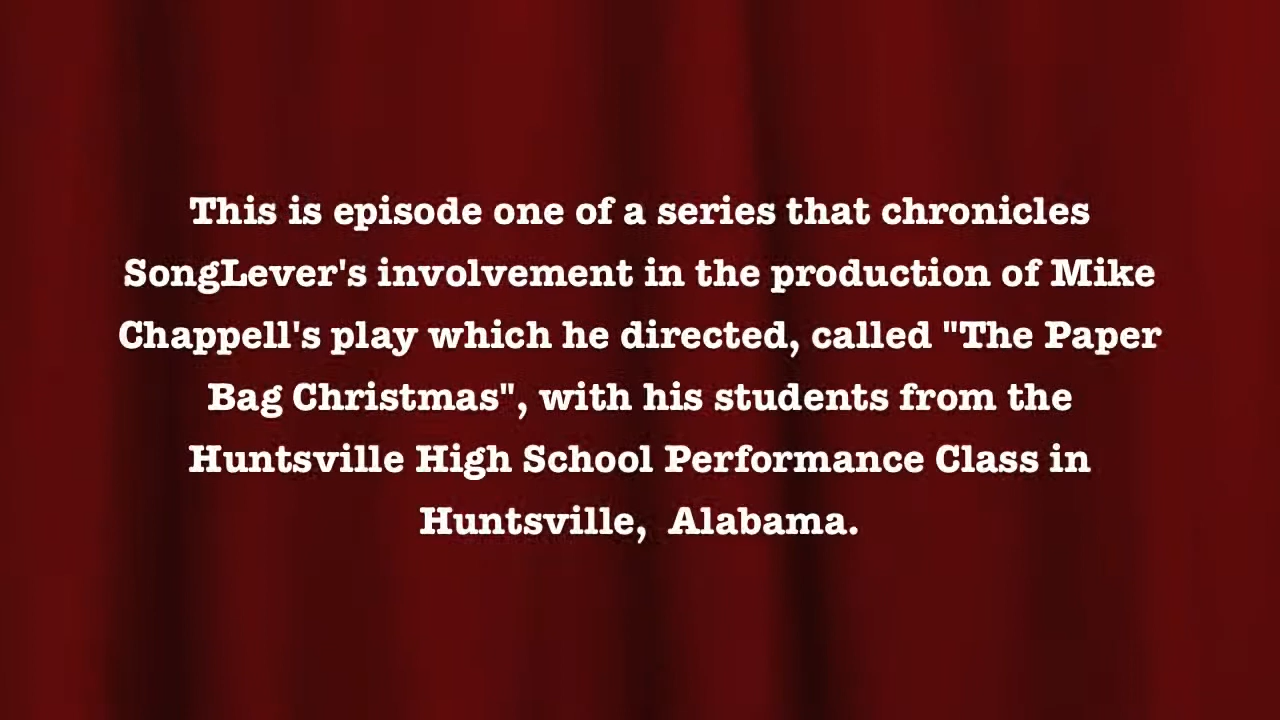 This is episode one of a series that chronicles
SongLever's involvement in the production of Mike
Chappell's play which he directed, called "The Paper
Bag Christmas", with his students from the
Huntsville High School Performance Class in
Huntsville,  Alabama.